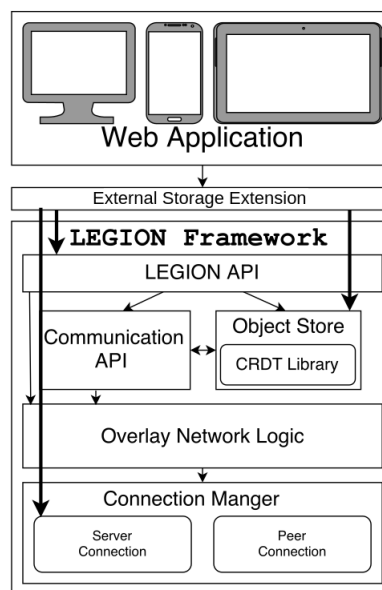 Web Application
External Storage Extension
LEGION Framework
LEGION API
Communication
API
Object Store
CRDT Library
Overlay Network Logic
Connection Manger
Server
Connection
Peer
Connection